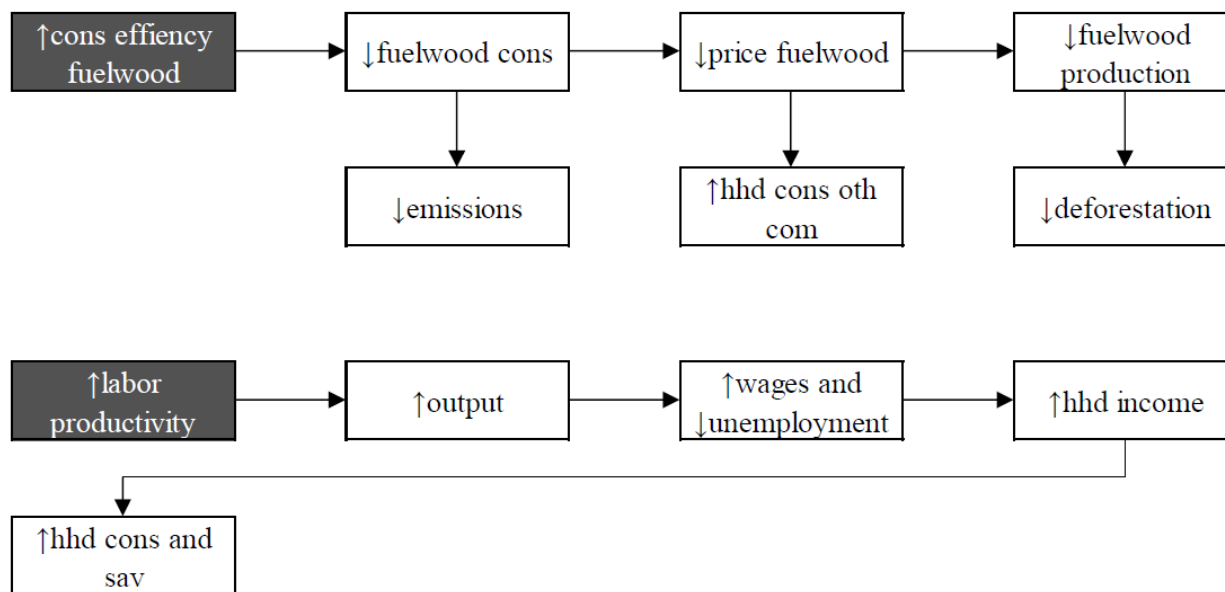 ↑cons effiency
fuelwood
↓fuelwood cons
↓price fuelwood
↓fuelwood
production
↓emissions
↑hhd cons oth
com
↓deforestation
↑labor
productivity
↑output
↑wages and
↓unemployment
↑hhd income
↑hhd cons and
sav